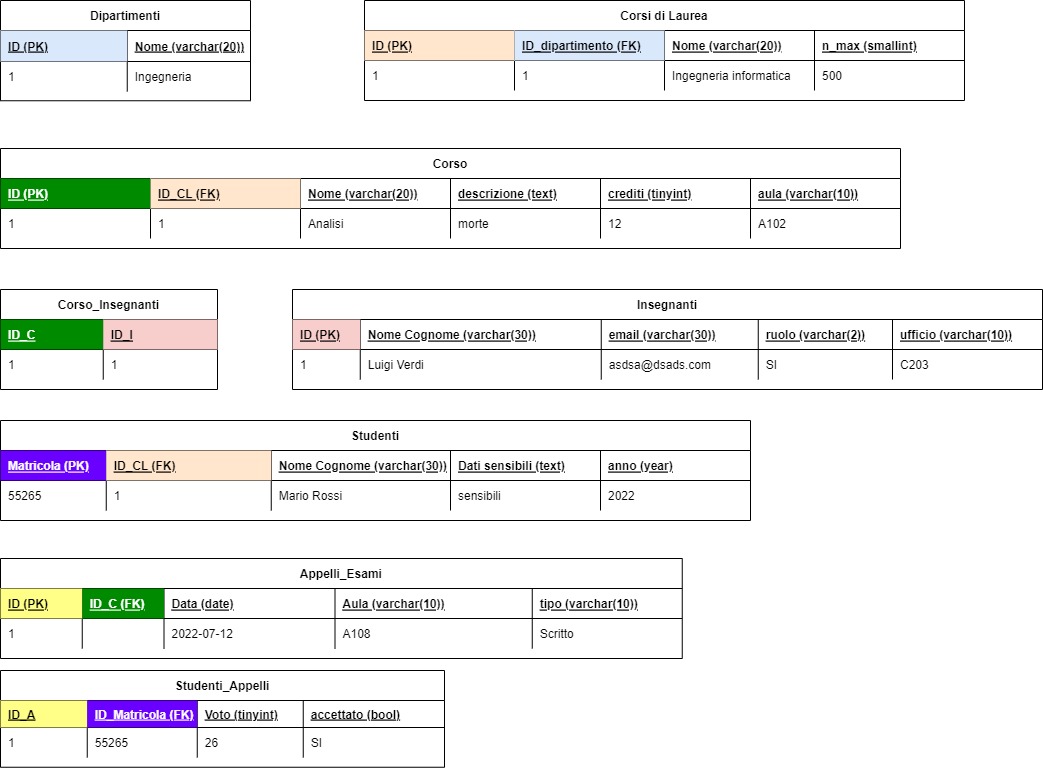 Dipartimenti
ID (PK) Nome (varchar(20))
1 Ingegneria
Corsi di Laurea
ID (PK) ID_dipartimento (FK) Nome (varchar(20)) n_max (smallint)
1 1 Ingegneria informatica 500
Corso
ID (PK) ID_CL (FK) Nome (varchar(20)) descrizione (text) crediti (tinyint) aula (varchar(10))
1 1 Analisi morte 12 A102
Corso_Insegnanti
ID_C ID_I
1 1
Insegnanti
ID (PK) Nome Cognome (varchar(30)) email (varchar(30)) ruolo (varchar(2)) ufficio (varchar(10))
1 Luigi Verdi asdsa@dsads.com SI C203
Studenti
Matricola (PK) ID_CL (FK) Nome Cognome (varchar(30)) Dati sensibili (text) anno (year)
55265 1 Mario Rossi sensibili 2022
Appelli_Esami
ID (PK) ID_C (FK) Data (date) Aula (varchar(10)) tipo (varchar(10))
1 2022-07-12 A108 Scritto
Studenti_Appelli
ID_A ID_Matricola (FK) Voto (tinyint) accettato (bool)
1 55265 26 SI